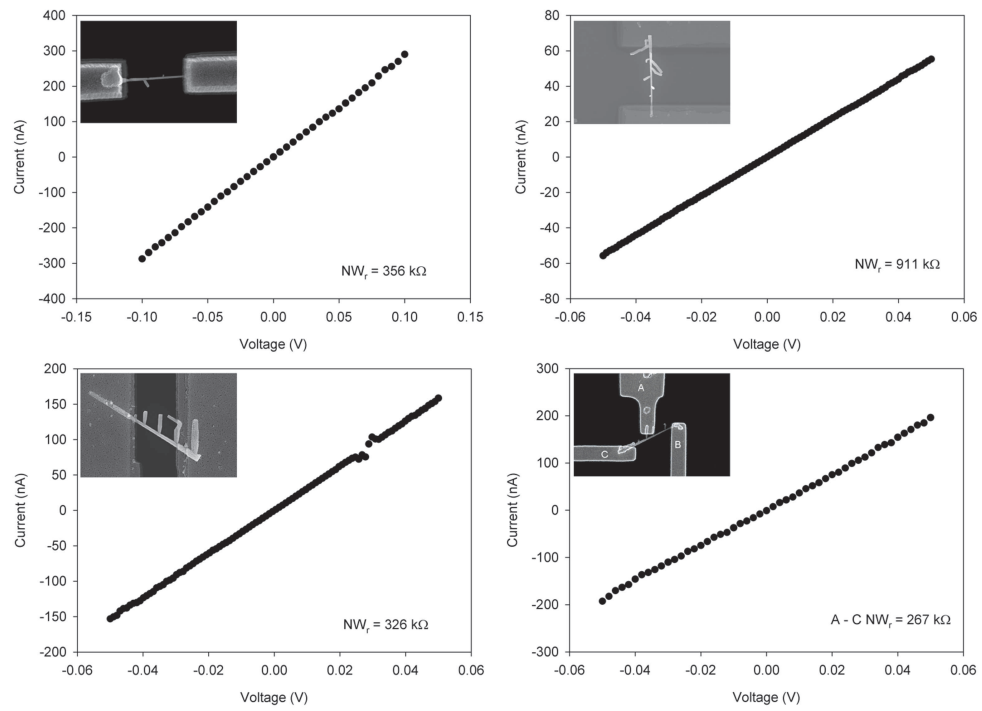 400
300
200
100
0
-100
-200
-300
-400
Current (nA)
NWr = 356 kΩ
-0.15 -0.10 -0.05 0.00 0.05 0.10 0.15
Voltage (V)
80
60
40
20
0
-20
-40
-60
-80
Current (nA)
NWr = 911 kΩ
-0.06 -0.04 -0.02 0.00 0.02 0.04 0.06
Voltage (V)
200
150
100
50
0
-50
-100
-150
-200
Current (nA)
NWr = 326 kΩ
-0.06 -0.04 -0.02 0.00 0.02 0.04 0.06
Voltage (V)
300
200
100
0
-100
-200
-300
Current (nA)
A
B
C
A - C NWr = 267 kΩ
-0.06 -0.04 -0.02 0.00 0.02 0.04 0.06
Voltage (V)